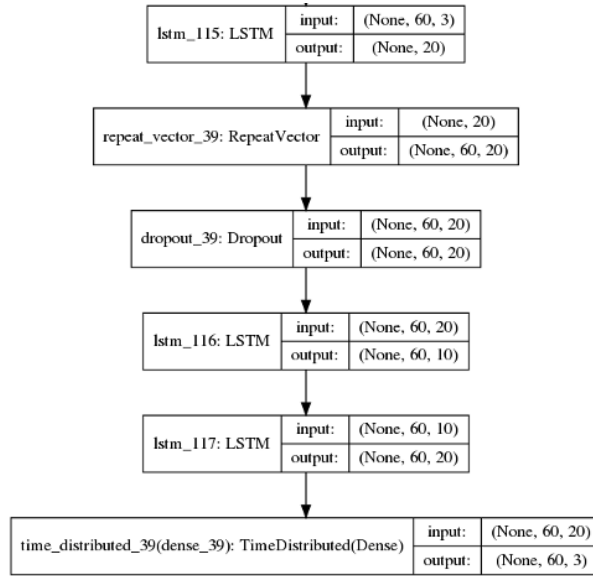 lstm_115: LSTM
input: (None, 60, 3)
output: (None, 20)
repeat_vector_39: RepeatVector
input: (None, 20)
output: (None, 60, 20)
dropout_39: Dropout
input: (None, 60, 20)
output: (None, 60, 20)
lstm_116: LSTM
input: (None, 60, 20)
output: (None, 60, 10)
lstm_117: LSTM
input: (None, 60, 10)
output: (None, 60, 20)
time_distributed_39(dense_39): TimeDistributed(Dense)
input: (None, 60, 20)
output: (None, 60, 3)